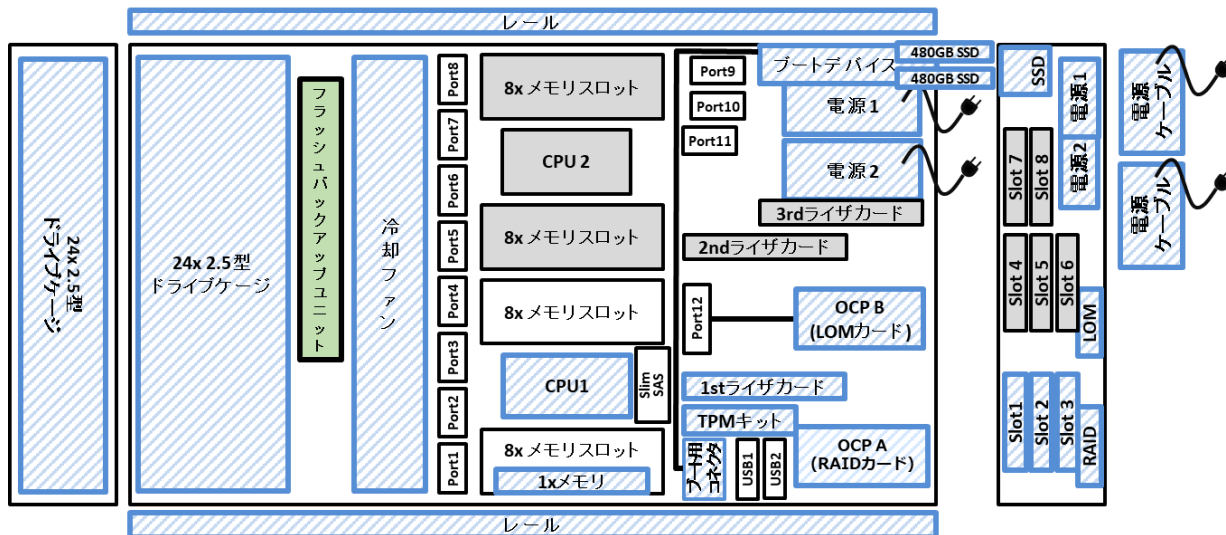 レール
24x 2.5型
ドライブケージ
24x 2.5型
ドライブケージ
フラッシュバックアップユニット
冷却ファン
Port8
Port7
Port6
Port5
Port4
Port3
Port2
Port1
8x メモリスロット
CPU 2
8x メモリスロット
8x メモリスロット
CPU1
Slim
SAS
8x メモリスロット
1xメモリ
Port9
Port10
Port11
ブートデバイス
480GB SSD
480GB SSD
電源1
電源2
3rdライザカード
2ndライザカード
Port12
OCP B
(LOMカード)
1stライザカード
TPMキット
ブート用
コネクタ
USB1
USB2
OCP A
(RAIDカード)
レール
SSD
電源1
電源2
Slot 7
Slot 8
Slot 4
Slot 5
Slot 6
LOM
Slot1
Slot 2
Slot 3
RAID
電源
ケーブル
電源
ケーブル